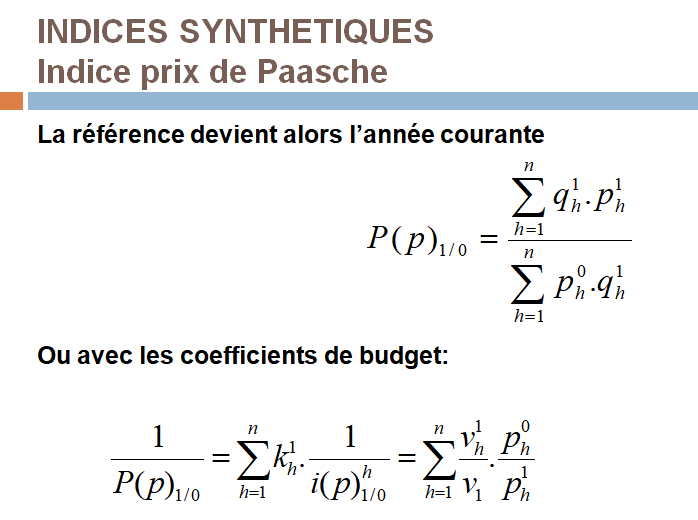 INDICES SYNTHETIQUES
Indice prix de Paasche
La référence devient alors l'année courante
$P(p)_{1/0} = \frac{\sum_{h=1}^{n} q_h^1 . p_h^1}{\sum_{h=1}^{n} p_h^0 . q_h^1}$
Ou avec les coefficients de budget:
$\frac{1}{P(p)_{1/0}} = \sum_{h=1}^{n} k_h^1 . \frac{1}{i(p)_{1/0}^h} = \sum_{h=1}^{n} \frac{v_h^1}{v_1} . \frac{p_h^0}{p_h^1}$